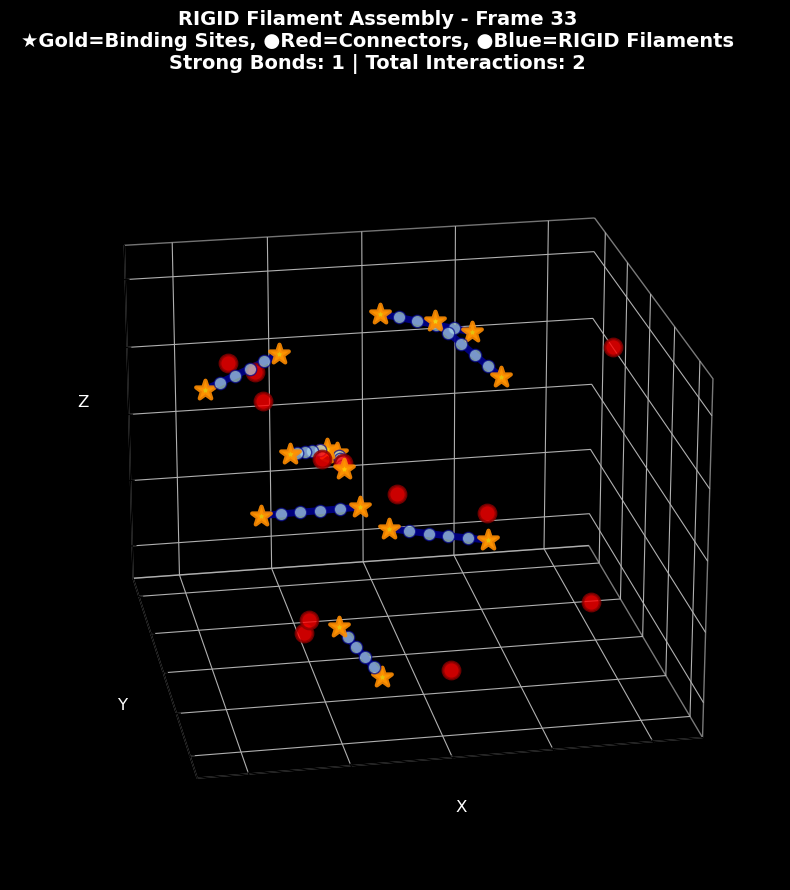 RIGID Filament Assembly - Frame 33
★Gold=Binding Sites, ●Red=Connectors, ●Blue=RIGID Filaments
Strong Bonds: 1 | Total Interactions: 2
Z
Y
X